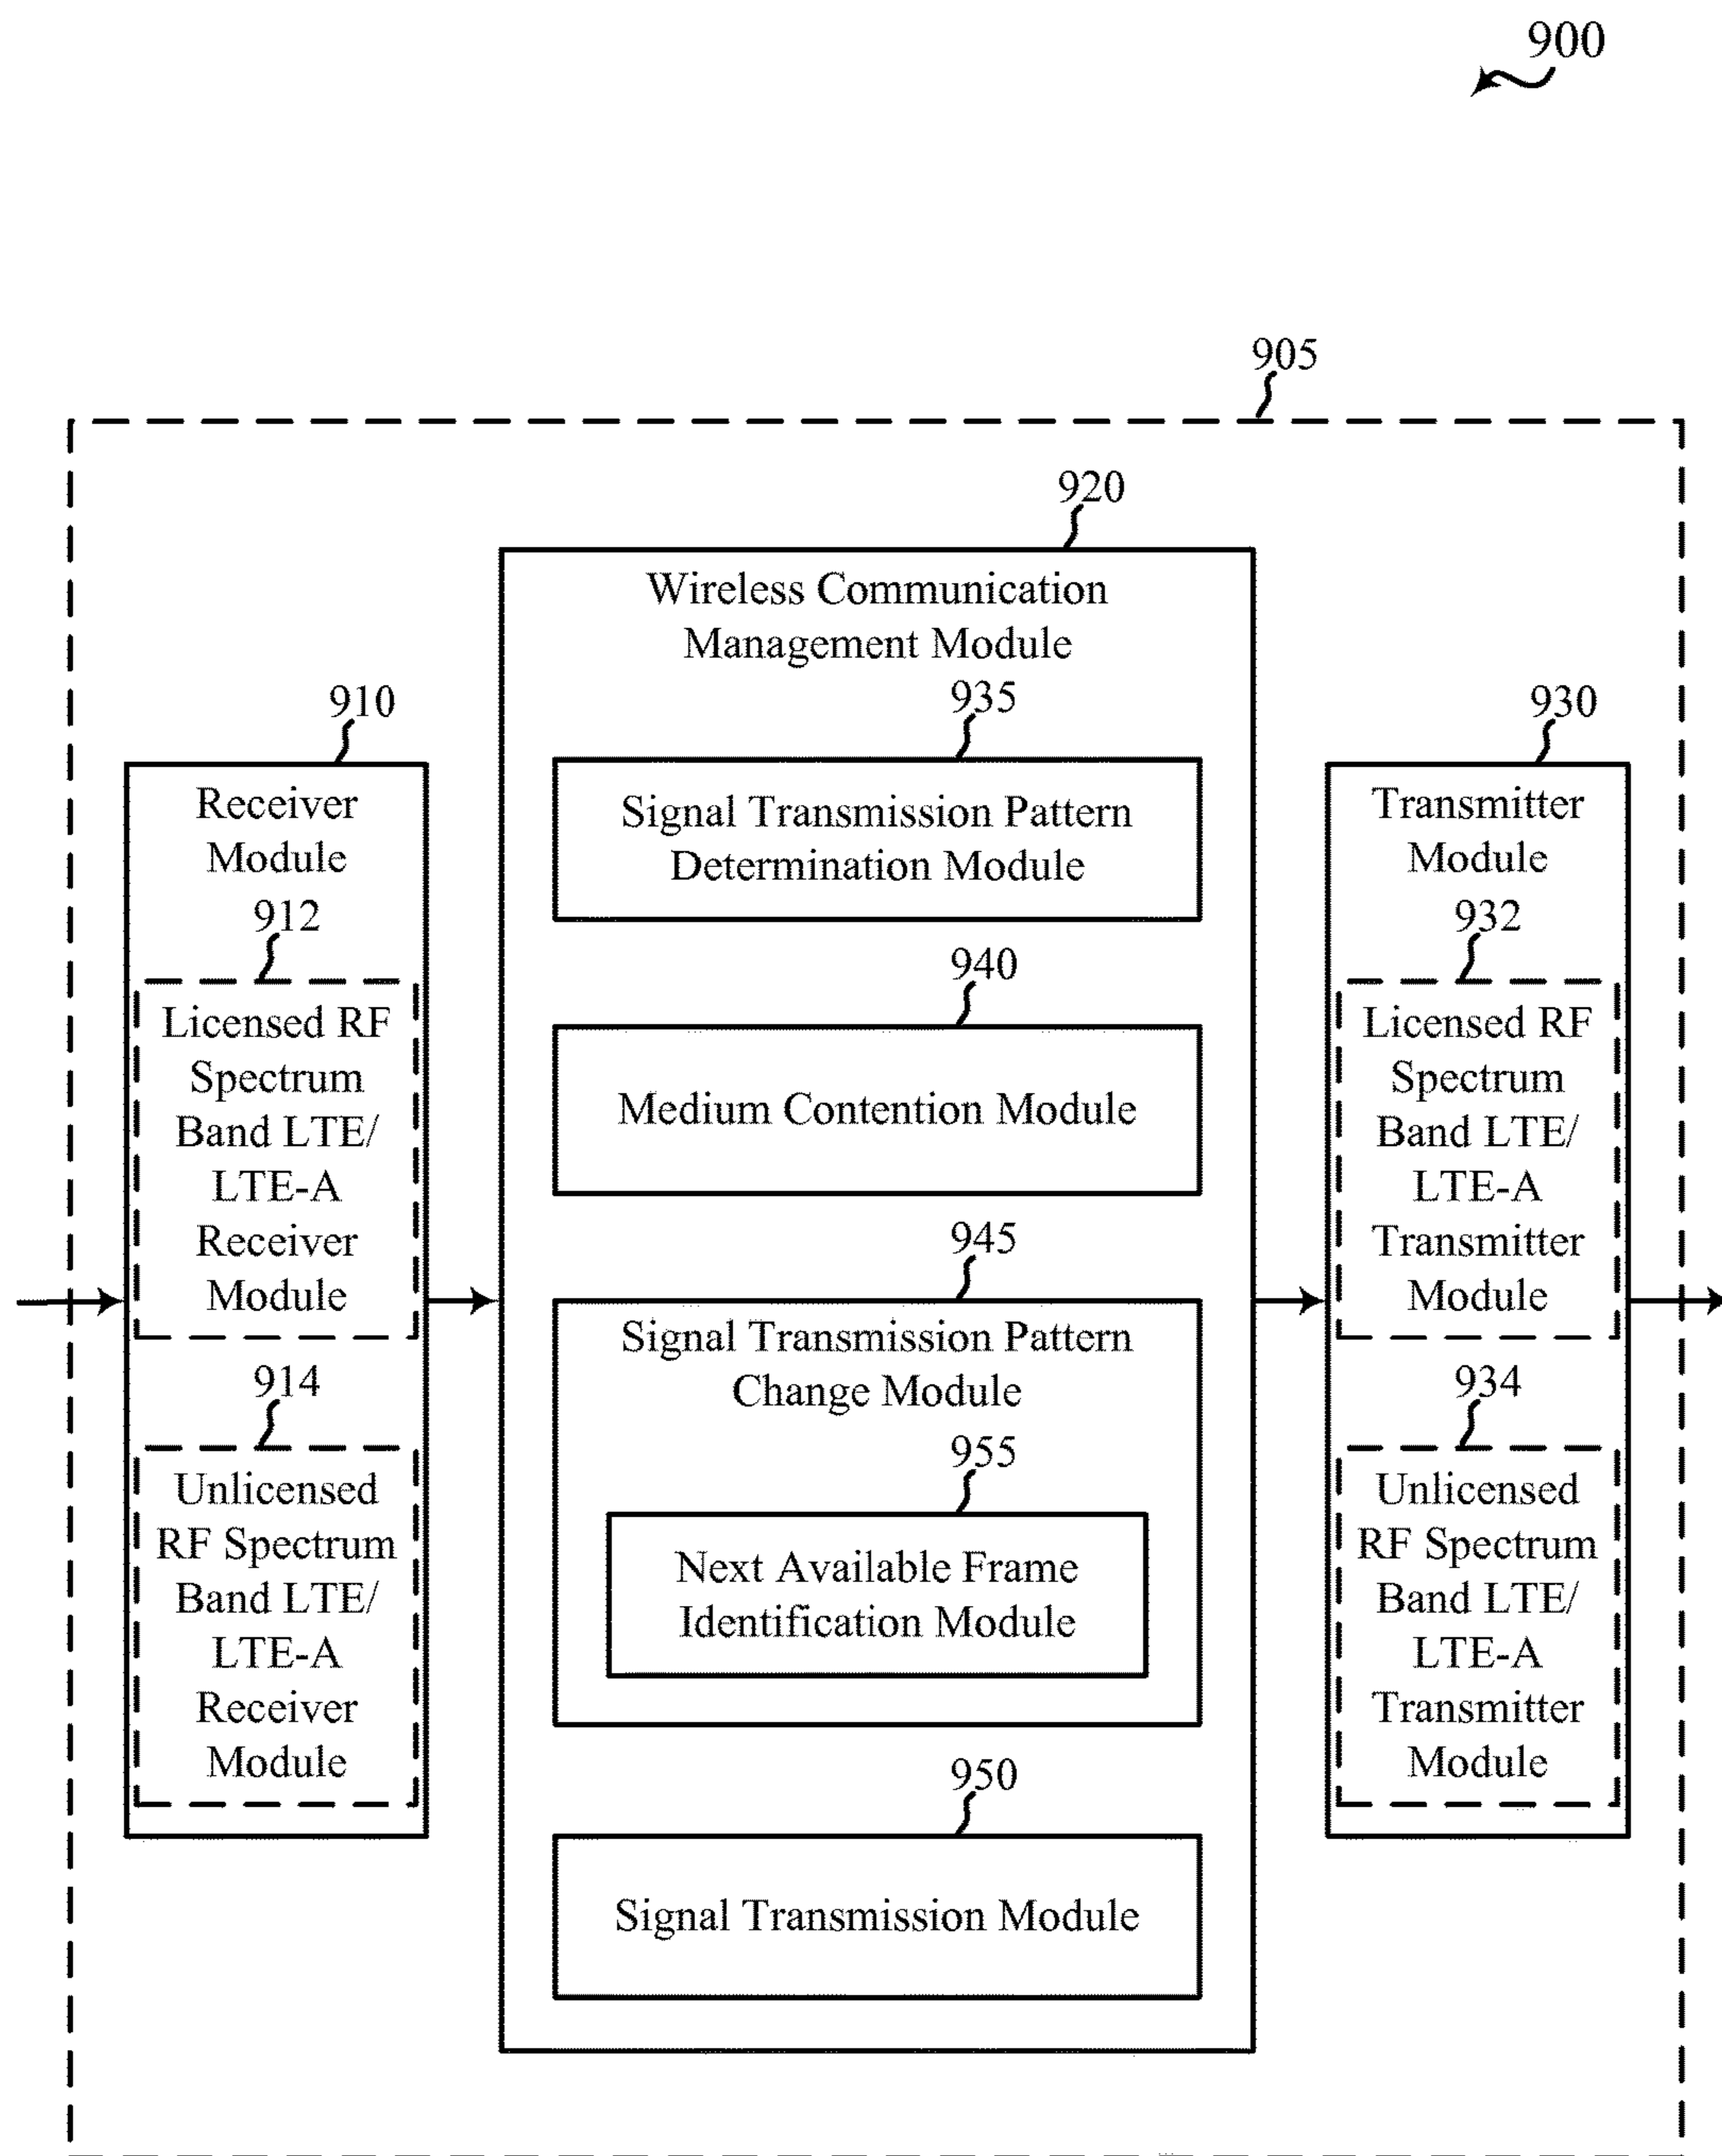 900
905
920
Wireless Communication
Management Module
910
Receiver
Module
912
Licensed RF
Spectrum
Band LTE/
LTE-A
Receiver
Module
914
Unlicensed
RF Spectrum
Band LTE/
LTE-A
Receiver
Module
935
Signal Transmission Pattern
Determination Module
940
Medium Contention Module
945
Signal Transmission Pattern
Change Module
955
Next Available Frame
Identification Module
950
Signal Transmission Module
930
Transmitter
Module
932
Licensed RF
Spectrum
Band LTE/
LTE-A
Transmitter
Module
934
Unlicensed
RF Spectrum
Band LTE/
LTE-A
Transmitter
Module